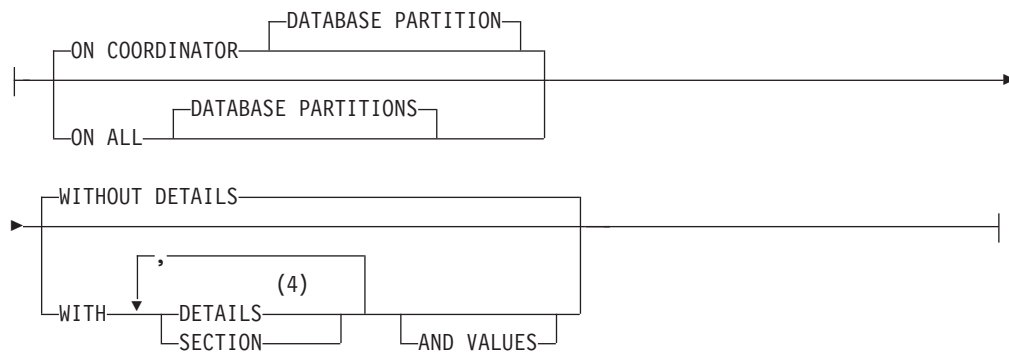 DATABASE PARTITION
ON COORDINATOR
DATABASE PARTITIONS
ON ALL
WITHOUT DETAILS
,
(4)
WITH DETAILS
SECTION AND VALUES